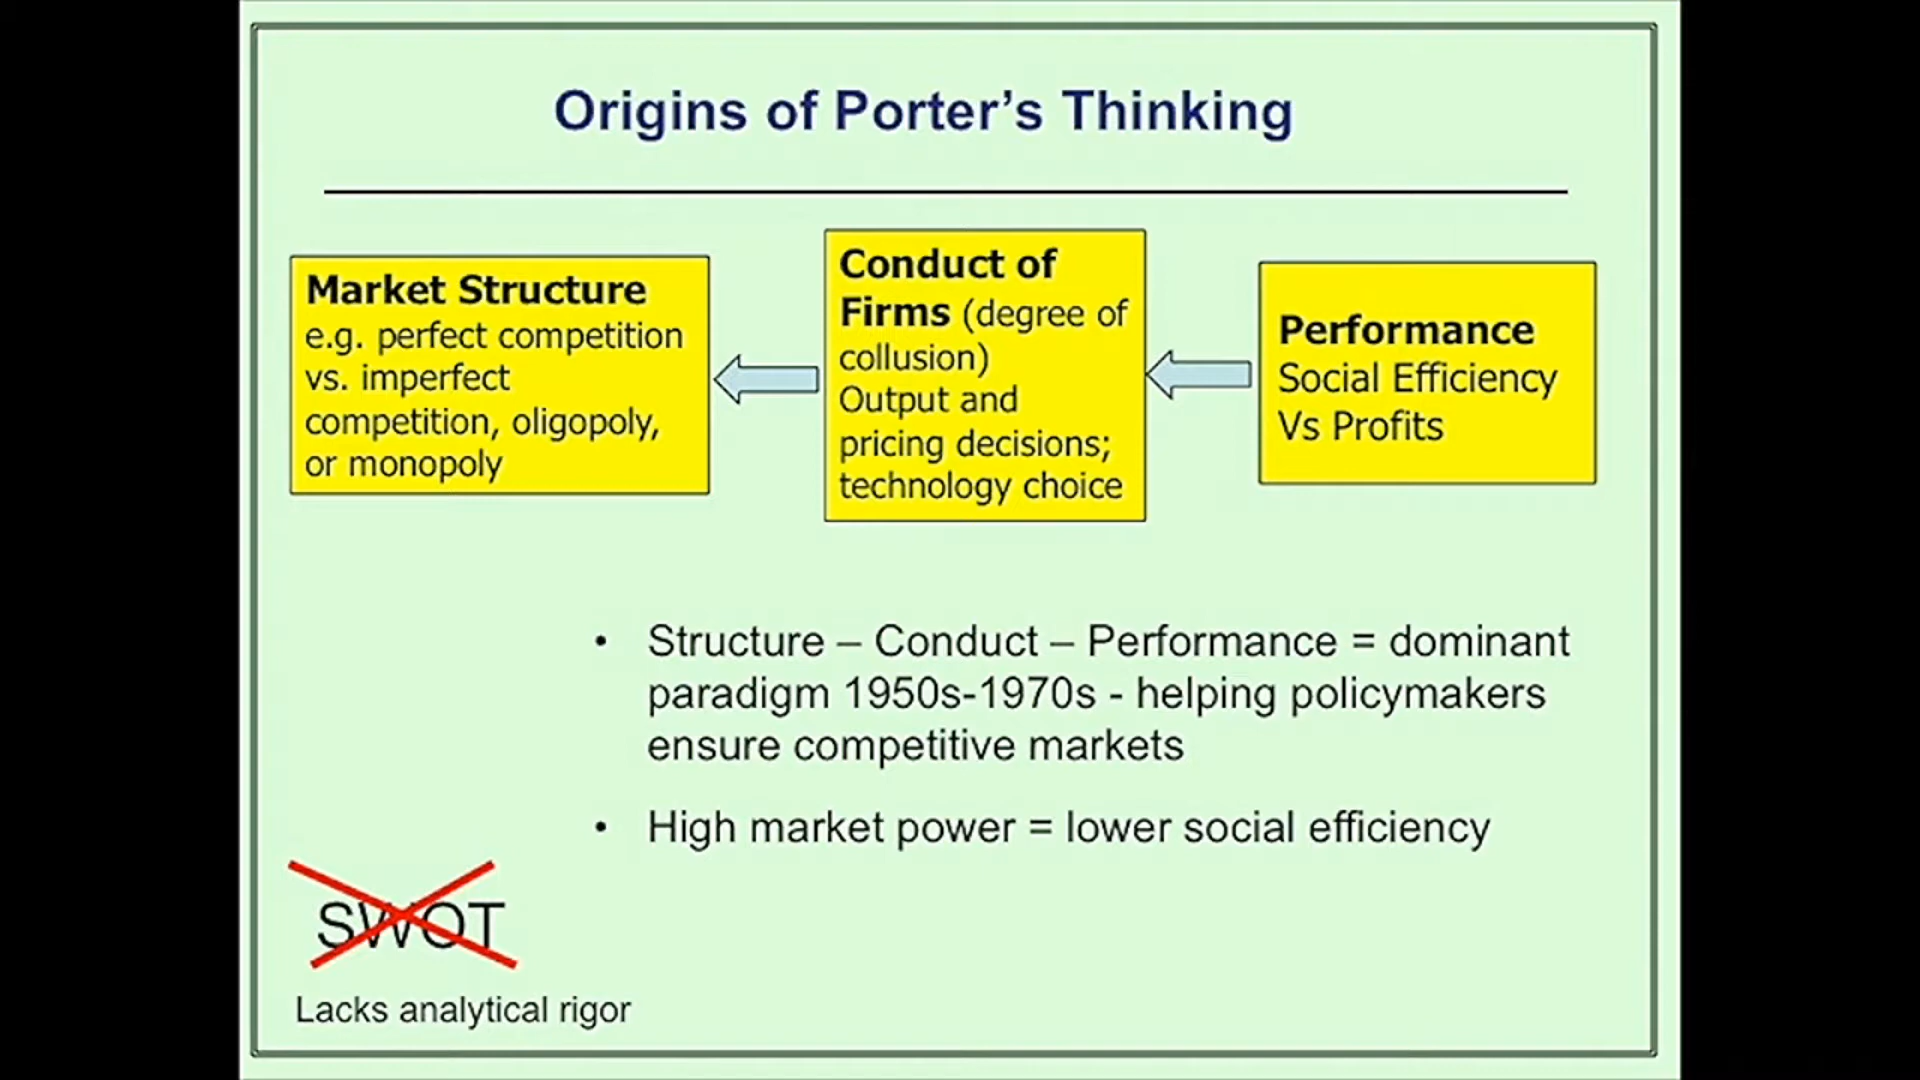 Origins of Porter’s Thinking
Market Structure
e.g. perfect competition
vs. imperfect
competition, oligopoly,
or monopoly
Conduct of
Firms (degree of
collusion)
Output and
pricing decisions;
technology choice
Performance
Social Efficiency
Vs Profits
• Structure – Conduct – Performance = dominant
paradigm 1950s-1970s - helping policymakers
ensure competitive markets
• High market power = lower social efficiency
SWOT
Lacks analytical rigor